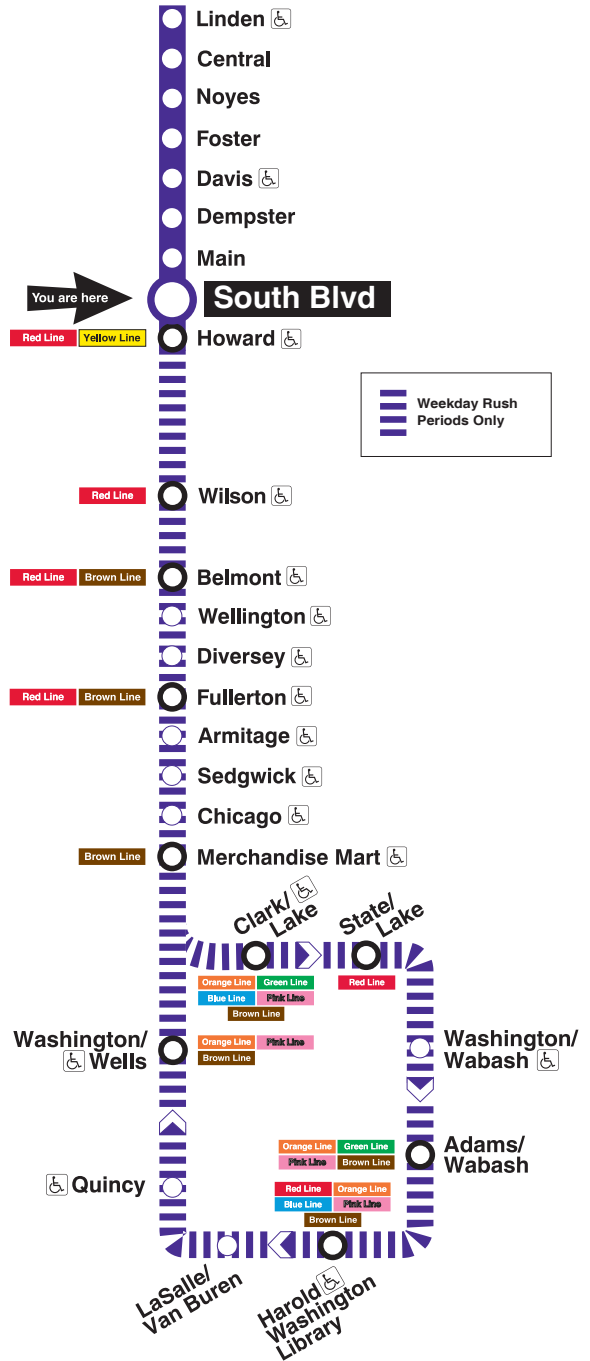 Linden
Central
Noyes
Foster
Davis
Dempster
Main
You are here
South Blvd
Red Line Yellow Line
Howard
Weekday Rush
Periods Only
Red Line
Wilson
Red Line Brown Line
Belmont
Wellington
Diversey
Red Line Brown Line
Fullerton
Armitage
Sedgwick
Chicago
Brown Line
Merchandise Mart
Clark/
Lake
State/
Lake
Orange Line Green Line
Blue Line Pink Line
Brown Line
Red Line
Washington/
Wells
Orange Line Pink Line
Brown Line
Washington/
Wabash
Orange Line Green Line
Pink Line Brown Line
Adams/
Wabash
Quincy
Red Line Orange Line
Blue Line Pink Line
Brown Line
LaSalle/
Van Buren
Harold
Washington
Library